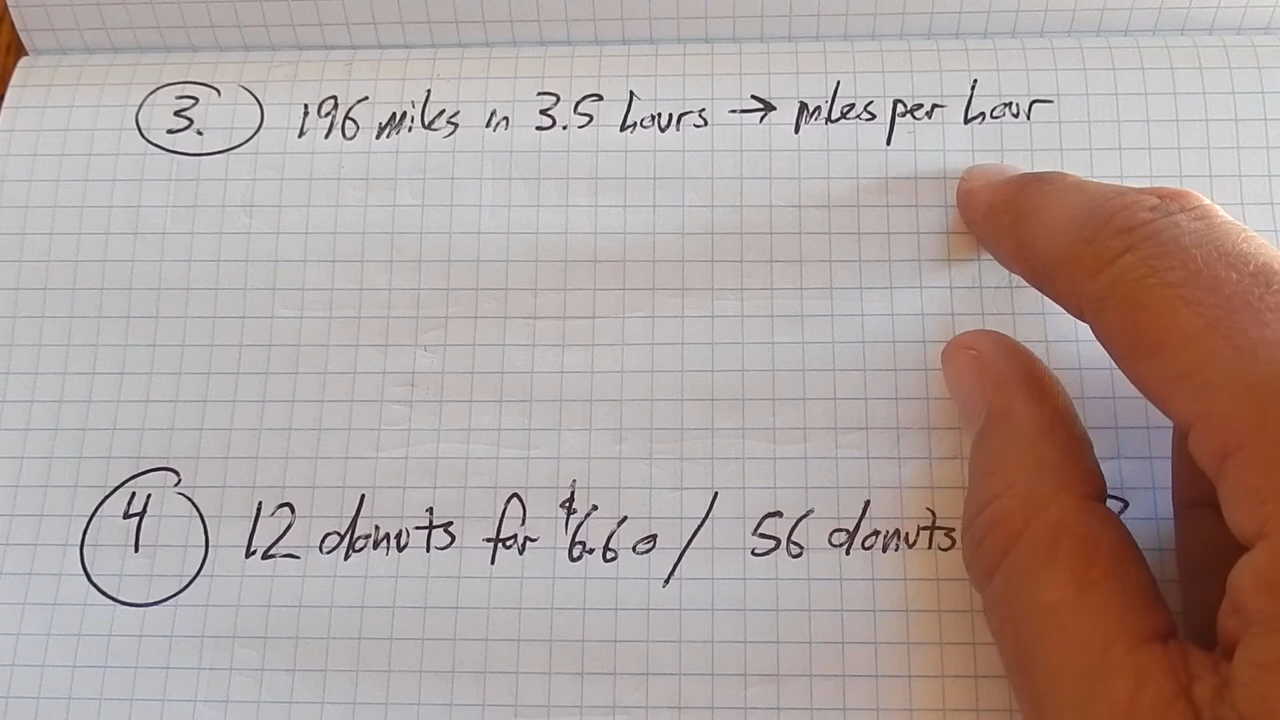 3. 196 miles in 3.5 hours → miles per hour
4 12 donuts for $6.60 / 56 donuts ?